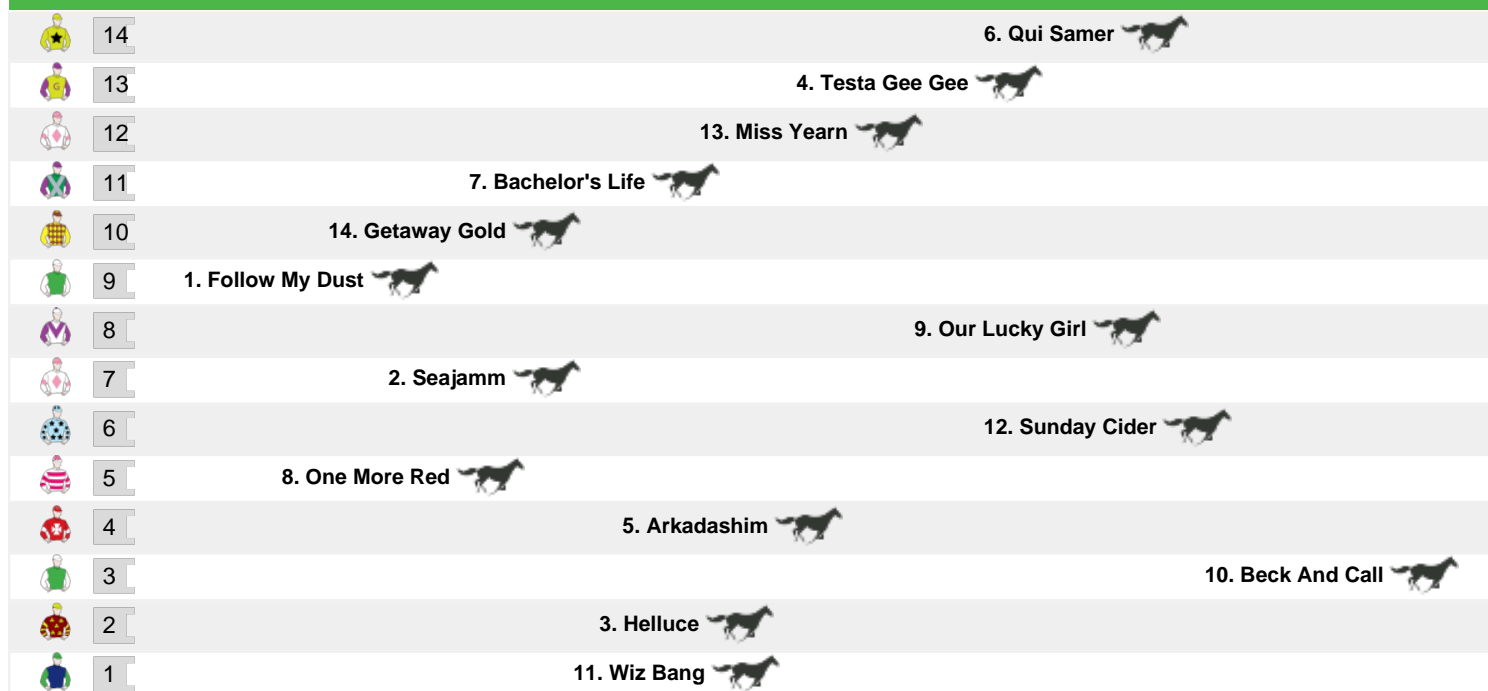 14 6. Qui Samer
13 G 4. Testa Gee Gee
12 13. Miss Yearn
11 7. Bachelor's Life
10 14. Getaway Gold
9 1. Follow My Dust
8 9. Our Lucky Girl
7 2. Seajamm
6 12. Sunday Cider
5 8. One More Red
4 5. Arkadashim
3 10. Beck And Call
2 3. Helluce
1 11. Wiz Bang